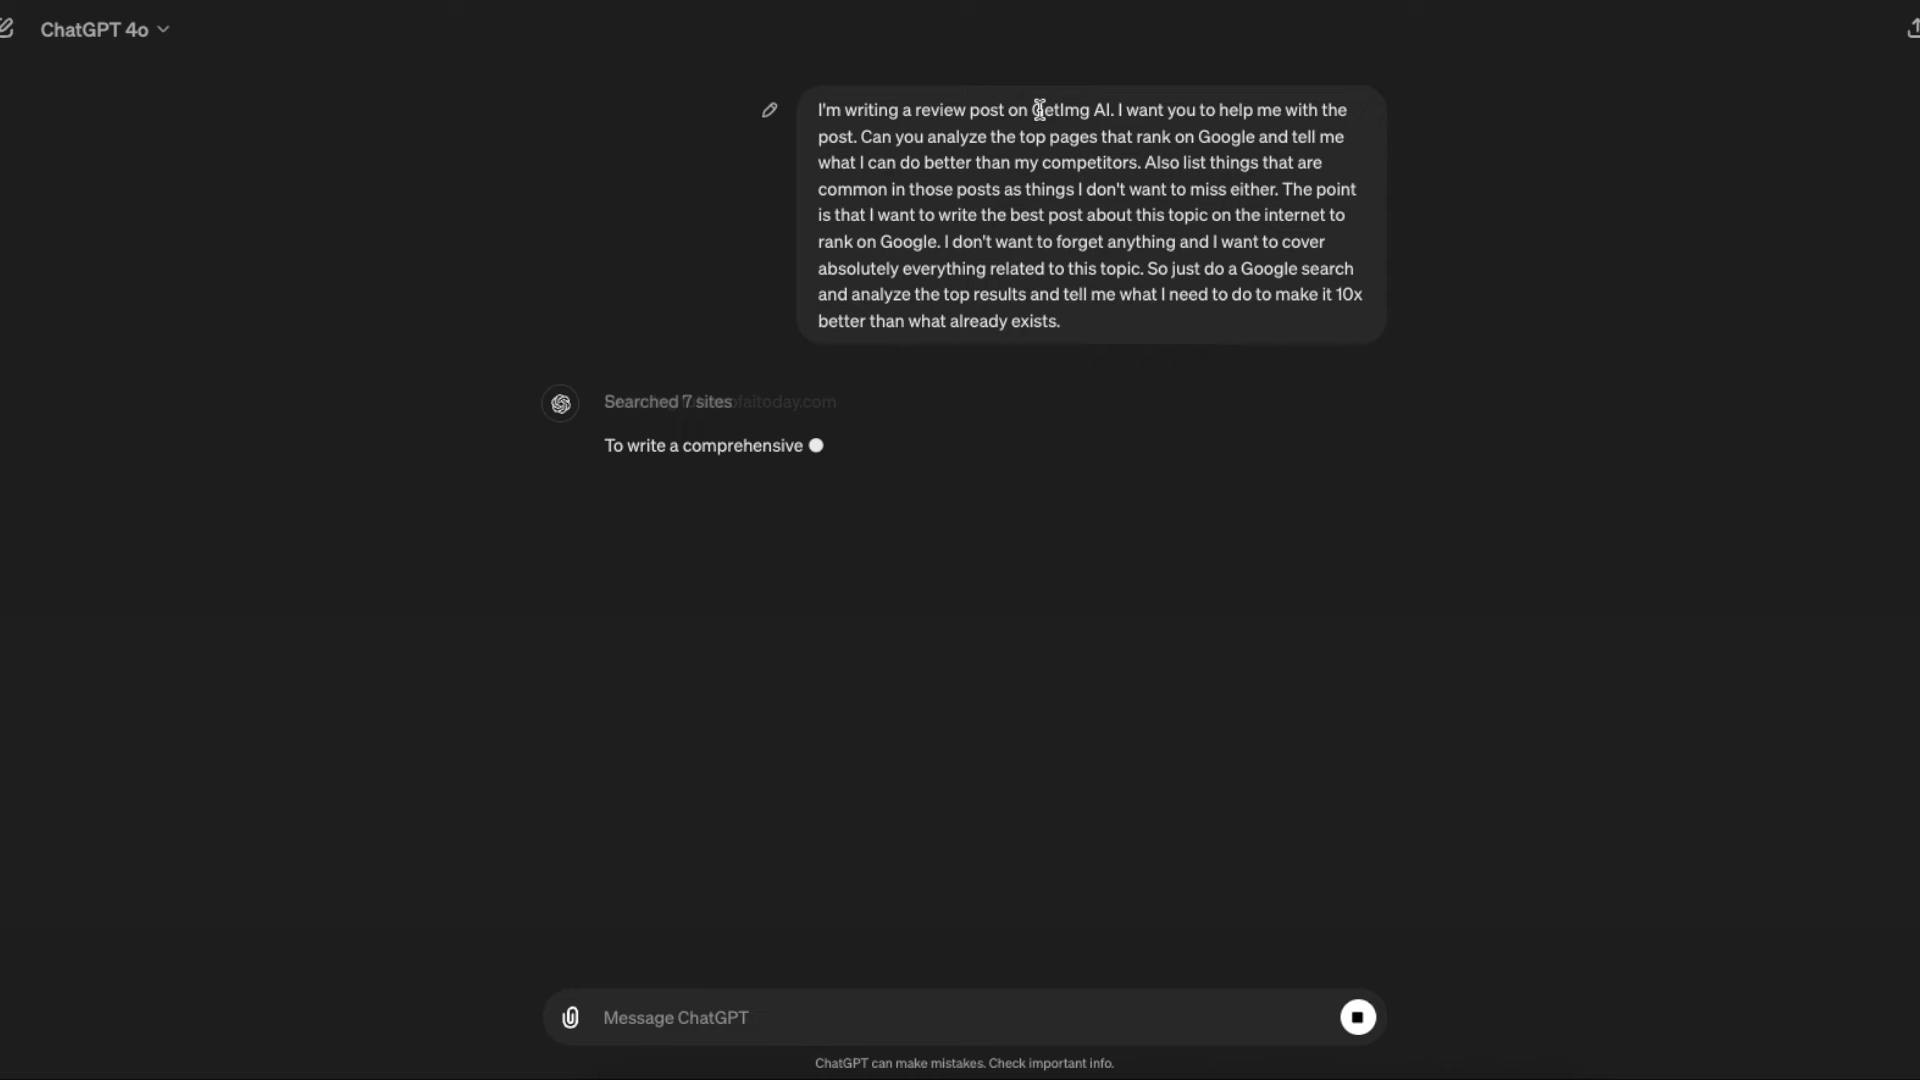 ChatGPT 4o
I'm writing a review post on GetImg AI. I want you to help me with the
post. Can you analyze the top pages that rank on Google and tell me
what I can do better than my competitors. Also list things that are
common in those posts as things I don't want to miss either. The point
is that I want to write the best post about this topic on the internet to
rank on Google. I don't want to forget anything and I want to cover
absolutely everything related to this topic. So just do a Google search
and analyze the top results and tell me what I need to do to make it 10x
better than what already exists.
Searched 7 sites
To write a comprehensive
Message ChatGPT
ChatGPT can make mistakes. Check important info.